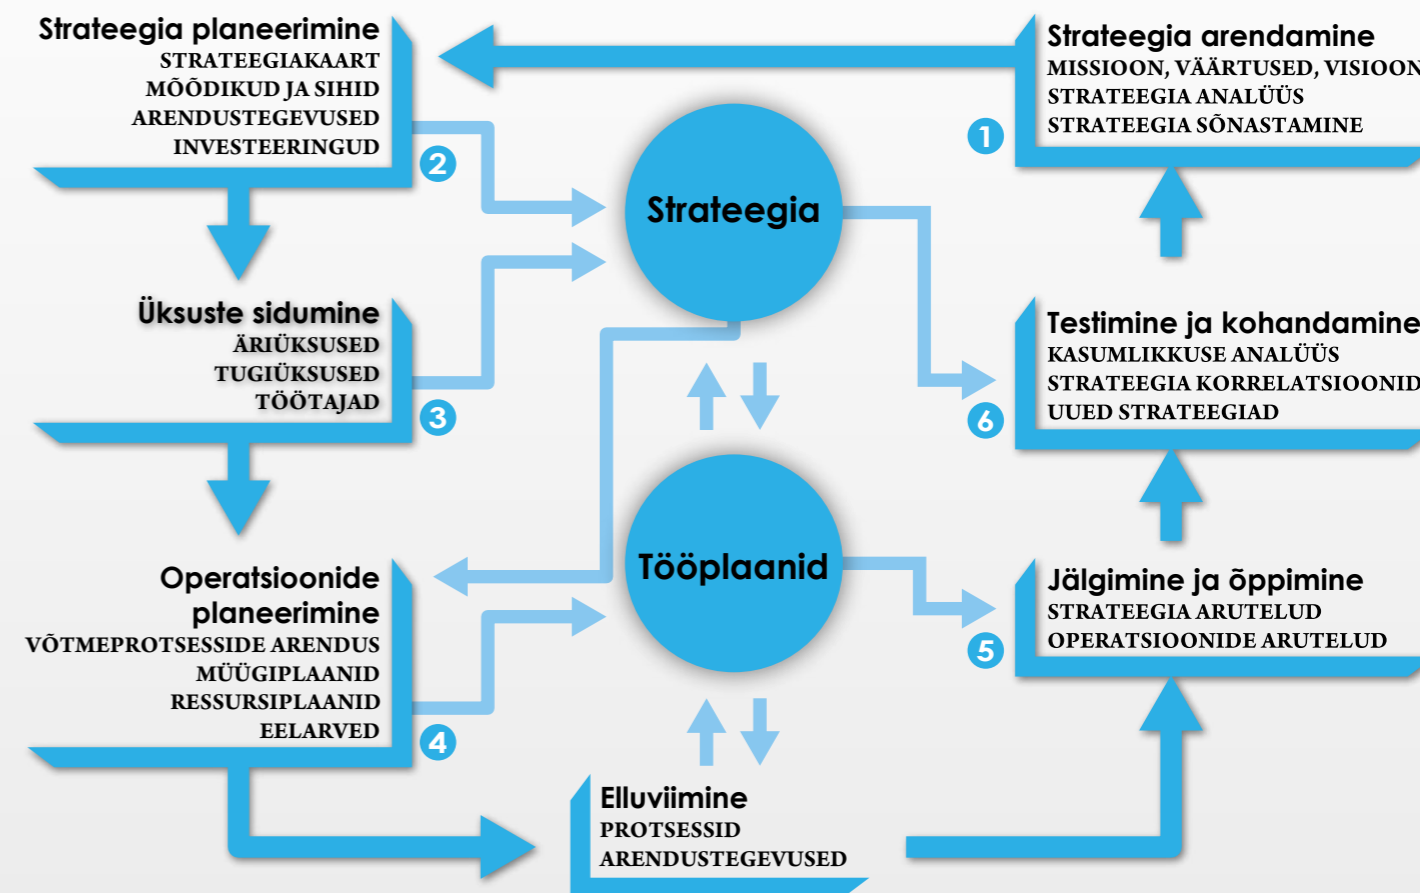 Strateegia planeerimine
STRATEEGIAKAART
MÕÕDIKUD JA SIHID
ARENDUSTEGEVUSED
INVESTEERINGUD
2
Strateegia arendamine
MISSIOON, VÄÄRTUSED, VISIOON
STRATEEGIA ANALÜÜS
STRATEEGIA SÕNASTAMINE
1
Strateegia
Üksuste sidumine
ÄRIÜKSUSED
TUGIÜKSUSED
TÖÖTAJAD
3
Testimine ja kohandamine
KASUMLIKKUSE ANALÜÜS
STRATEEGIA KORRELATSIOONID
UUED STRATEEGIAD
6
Tööplaanid
Operatsioonide
planeerimine
VÕTMEPROTSESSIDE ARENDUS
MÜÜGIPLAANID
RESSURSIPLAANID
EELARVED
4
Jälgimine ja õppimine
STRATEEGIA ARUTELUD
OPERATSIOONIDE ARUTELUD
5
Elluviimine
PROTSESSID
ARENDUSTEGEVUSED